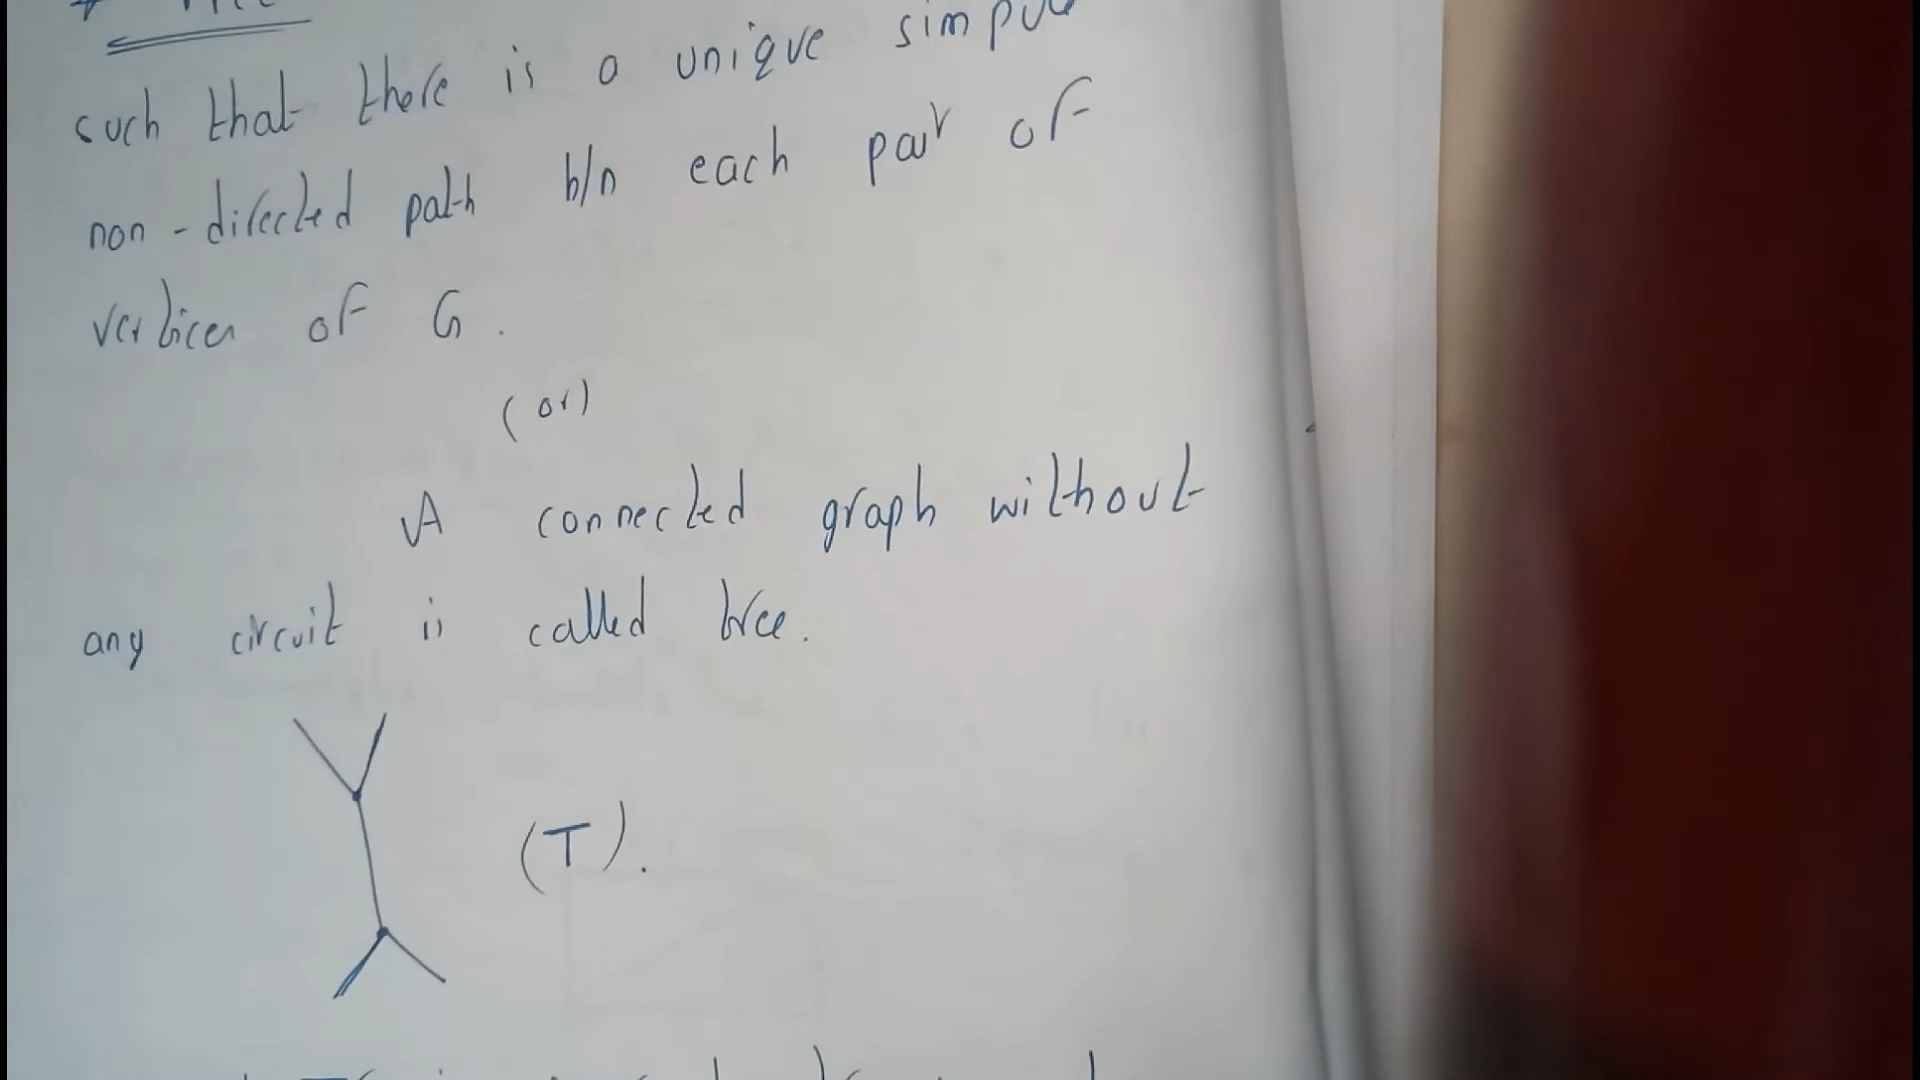 such that there is a unique simple
non-directed path b/n each pair of
vertices of G.
(or)
A connected graph without
any circuit is called tree.
(T).